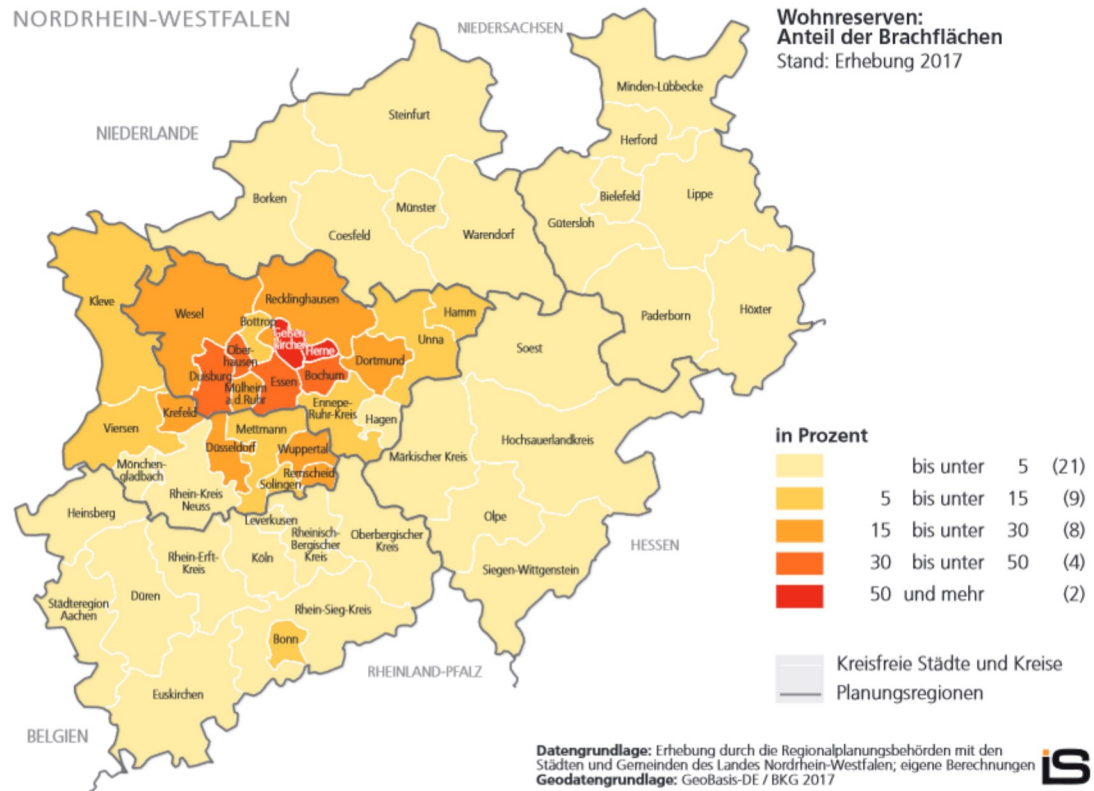 NORDRHEIN-WESTFALEN
Wohnreserven:
Anteil der Brachflächen
Stand: Erhebung 2017
NIEDERSACHSEN
NIEDERLANDE
Minden-Lübbecke
Steinfurt
Herford
Borken
Münster
Bielefeld
Lippe
Coesfeld
Warendorf
Gütersloh
Kleve
Wesel
Recklinghausen
Hamm
Paderborn
Höxter
Bottrop
Gelsen-
kirchen
Herne
Unna
Soest
Ober-
hausen
Dortmund
Duisburg
Mülheim
a.d.Ruhr
Essen
Bochum
Krefeld
Ennepe-
Ruhr-Kreis
Hagen
Viersen
Mettmann
Düsseldorf
Wuppertal
Hochsauerlandkreis
Märkischer Kreis
Mönchen-
gladbach
Remscheid
Solingen
Rhein-Kreis
Neuss
Heinsberg
Leverkusen
Olpe
Rhein-Erft-
Kreis
Köln
Rheinisch-
Bergischer
Kreis
Oberbergischer
Kreis
HESSEN
Siegen-Wittgenstein
Städteregion
Aachen
Düren
Rhein-Sieg-Kreis
Bonn
RHEINLAND-PFALZ
Euskirchen
BELGIEN
in Prozent
bis unter 5 (21)
5 bis unter 15 (9)
15 bis unter 30 (8)
30 bis unter 50 (4)
50 und mehr (2)
Kreisfreie Städte und Kreise
Planungsregionen
Datengrundlage: Erhebung durch die Regionalplanungsbehörden mit den
Städten und Gemeinden des Landes Nordrhein-Westfalen; eigene Berechnungen
Geodatengrundlage: GeoBasis-DE / BKG 2017
iS